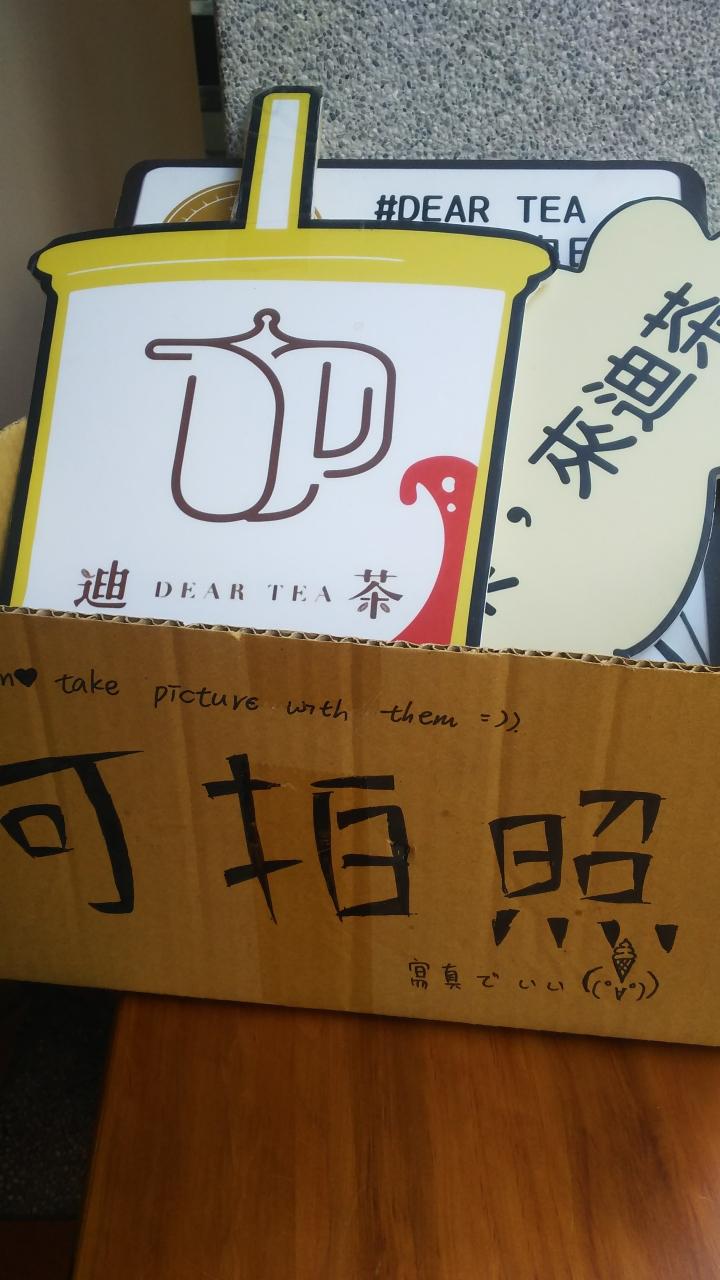 #DEAR TEA
來迪茶
,
迪 DEAR TEA 茶
take picture with them =)).
可拍照
寫真でいい ((°∀°))